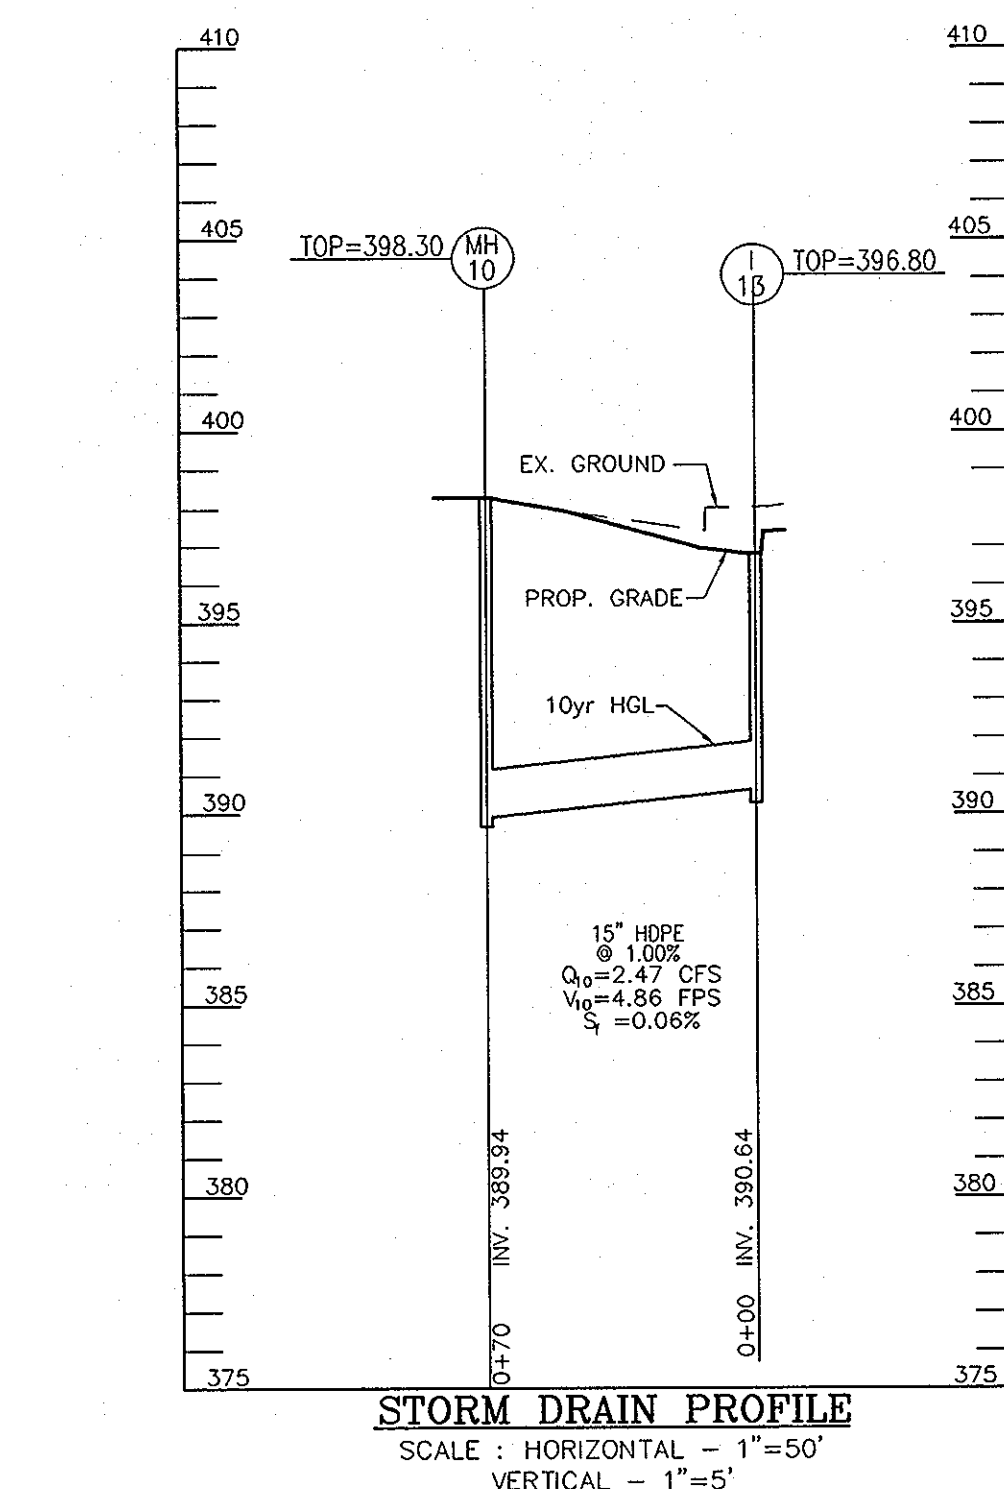 410
410
405
405
TOP=398.30
MH
10
I
13
TOP=396.80
400
400
EX. GROUND
PROP. GRADE
395
395
10yr HGL
390
390
15" HDPE
@ 1.00%
Q10=2.47 CFS
V10=4.86 FPS
Sf =0.06%
385
385
0+70 INV. 389.94
0+00 INV. 390.64
380
380
375
375
STORM DRAIN PROFILE
SCALE : HORIZONTAL - 1"=50'
VERTICAL - 1"=5'